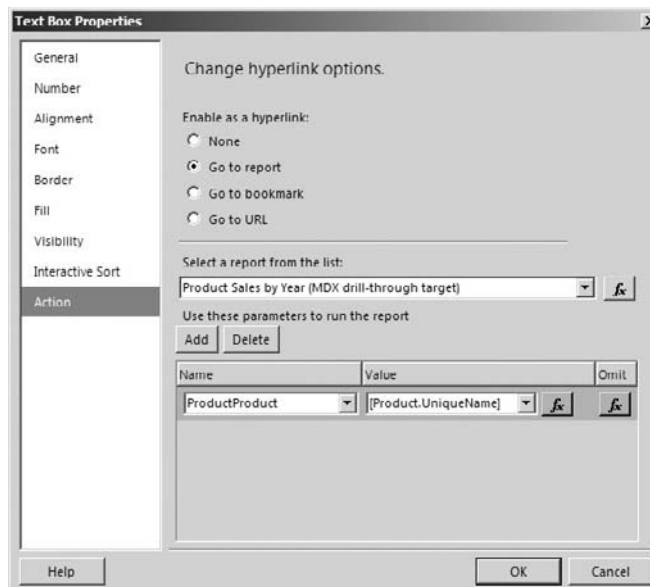 Text Box Properties
General
Number
Alignment
Font
Border
Fill
Visibility
Interactive Sort
Action
Change hyperlink options.
Enable as a hyperlink:
None
Go to report
Go to bookmark
Go to URL
Select a report from the list:
Product Sales by Year (MDX drill-through target)
fx
Use these parameters to run the report
Add Delete
Name Value Omit
ProductProduct [Product.UniqueName] fx fx
Help OK Cancel